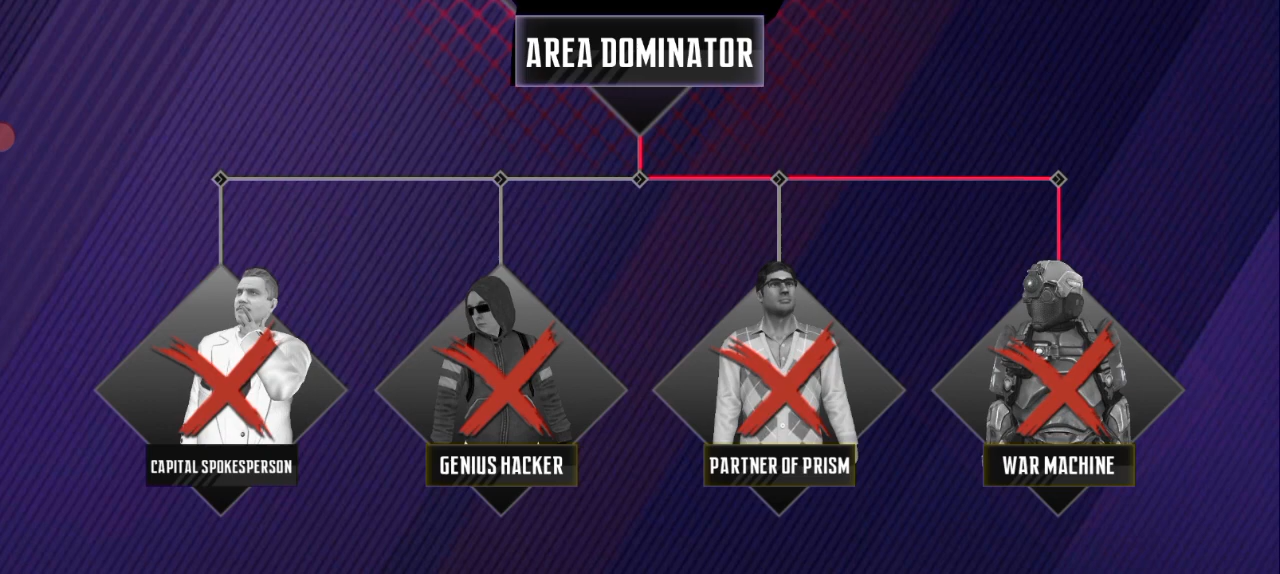 AREA DOMINATOR
CAPITAL SPOKESPERSON
GENIUS HACKER
PARTNER OF PRISM
WAR MACHINE